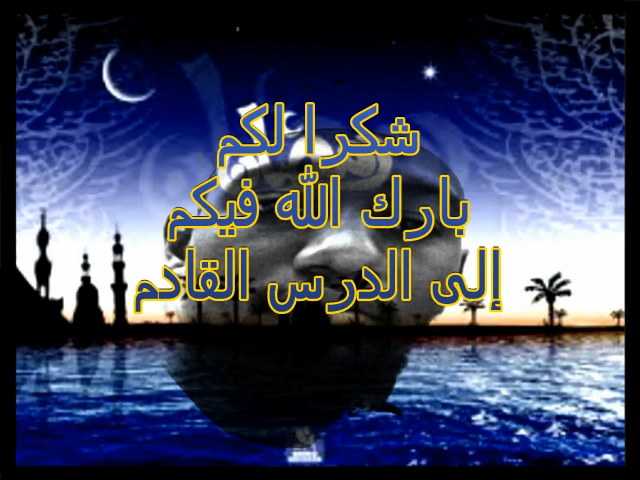 شكرا لكم
بارك الله فيكم
إلى الدرس القادم